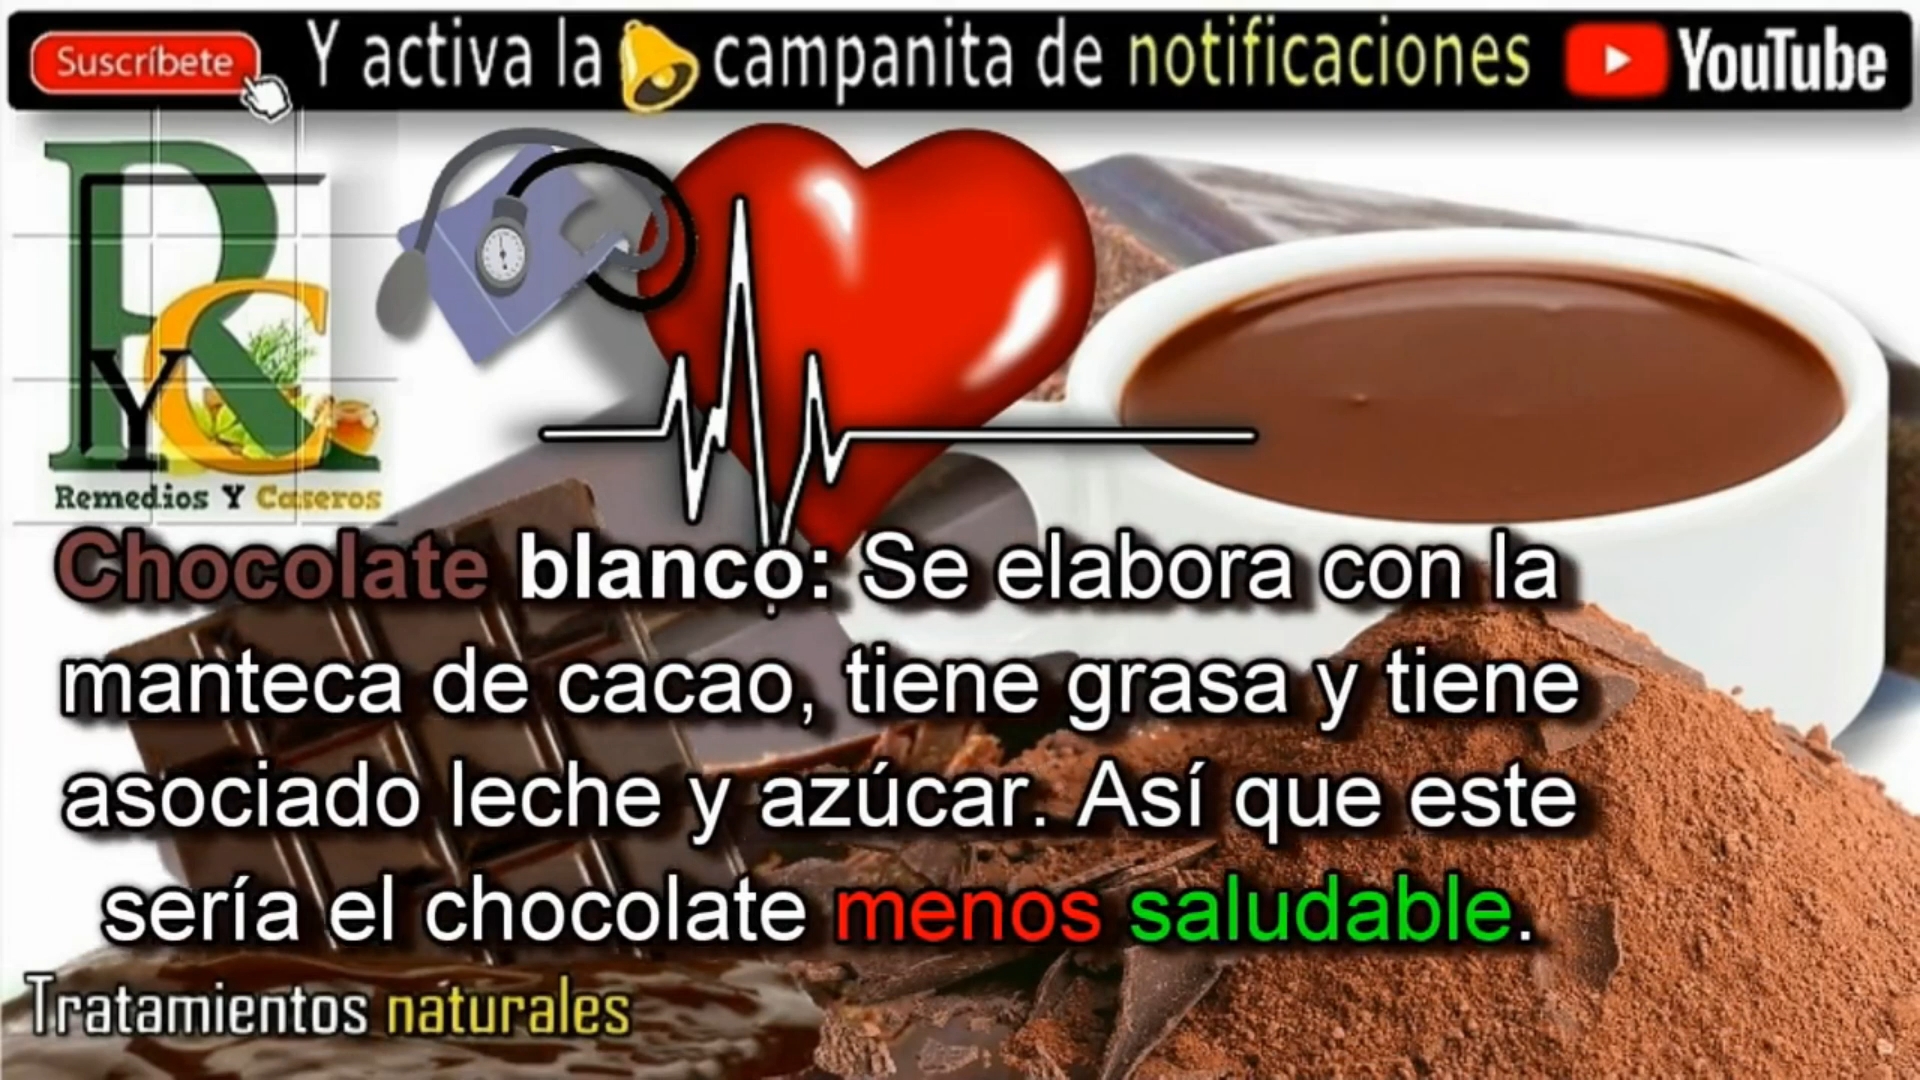 Suscríbete Y activa la campanita de notificaciones YouTube
R Y C
Remedios Y Caseros
Chocolate blanco: Se elabora con la
manteca de cacao, tiene grasa y tiene
asociado leche y azúcar. Así que este
sería el chocolate menos saludable.
Tratamientos naturales